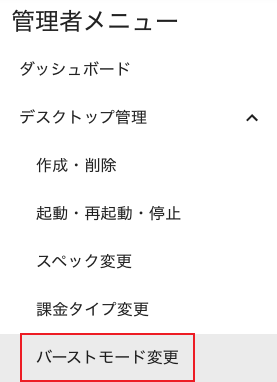 管理者メニュー
ダッシュボード
デスクトップ管理
作成・削除
起動・再起動・停止
スペック変更
課金タイプ変更
バーストモード変更